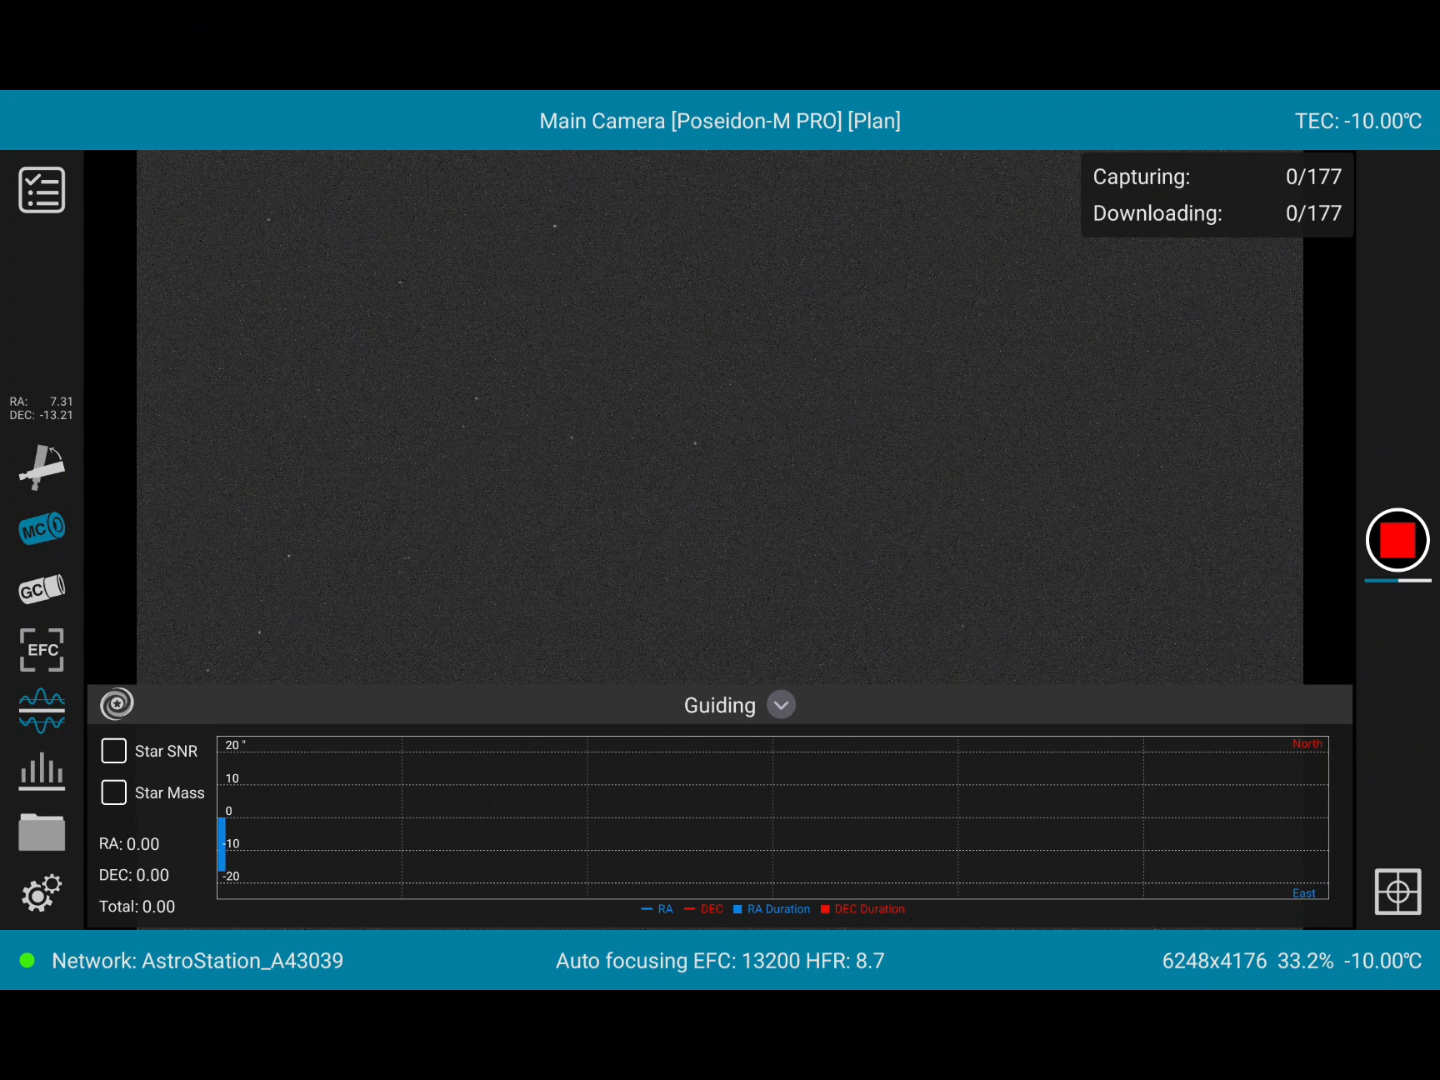 Main Camera [Poseidon-M PRO] [Plan]
TEC: -10.00℃
Capturing: 0/177
Downloading: 0/177
RA: 7.31
DEC: -13.21
MC
GC
EFC
Guiding
Star SNR
Star Mass
RA: 0.00
DEC: 0.00
Total: 0.00
20 "
10
0
-10
-20
North
East
RA DEC RA Duration DEC Duration
Network: AstroStation_A43039
Auto focusing EFC: 13200 HFR: 8.7
6248x4176 33.2% -10.00℃